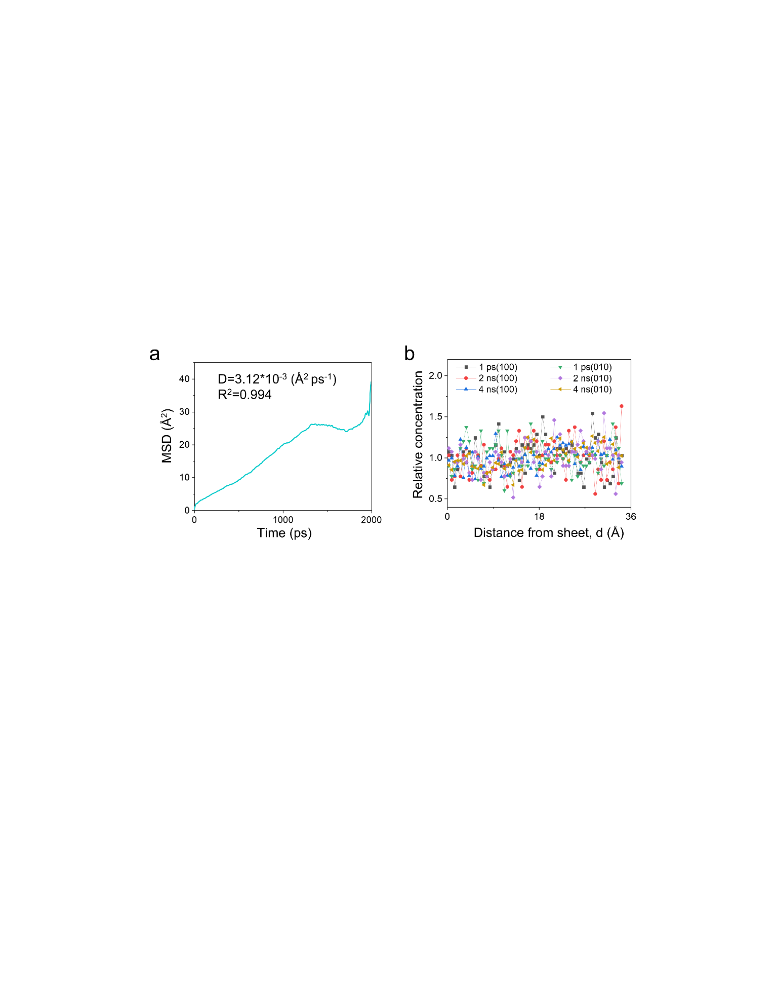 a
D=3.12*10⁻³ (Å² ps⁻¹)
R²=0.994
MSD (Å²)
40
30
20
10
0
0 1000 2000
Time (ps)
b
1 ps(100) 1 ps(010)
2 ns(100) 2 ns(010)
4 ns(100) 4 ns(010)
Relative concentration
2.0
1.5
1.0
0.5
0 18 36
Distance from sheet, d (Å)